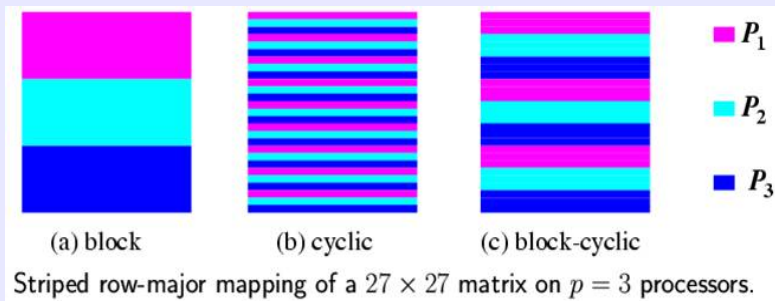 P1
P2
P3
(a) block (b) cyclic (c) block-cyclic
Striped row-major mapping of a 27 × 27 matrix on p = 3 processors.